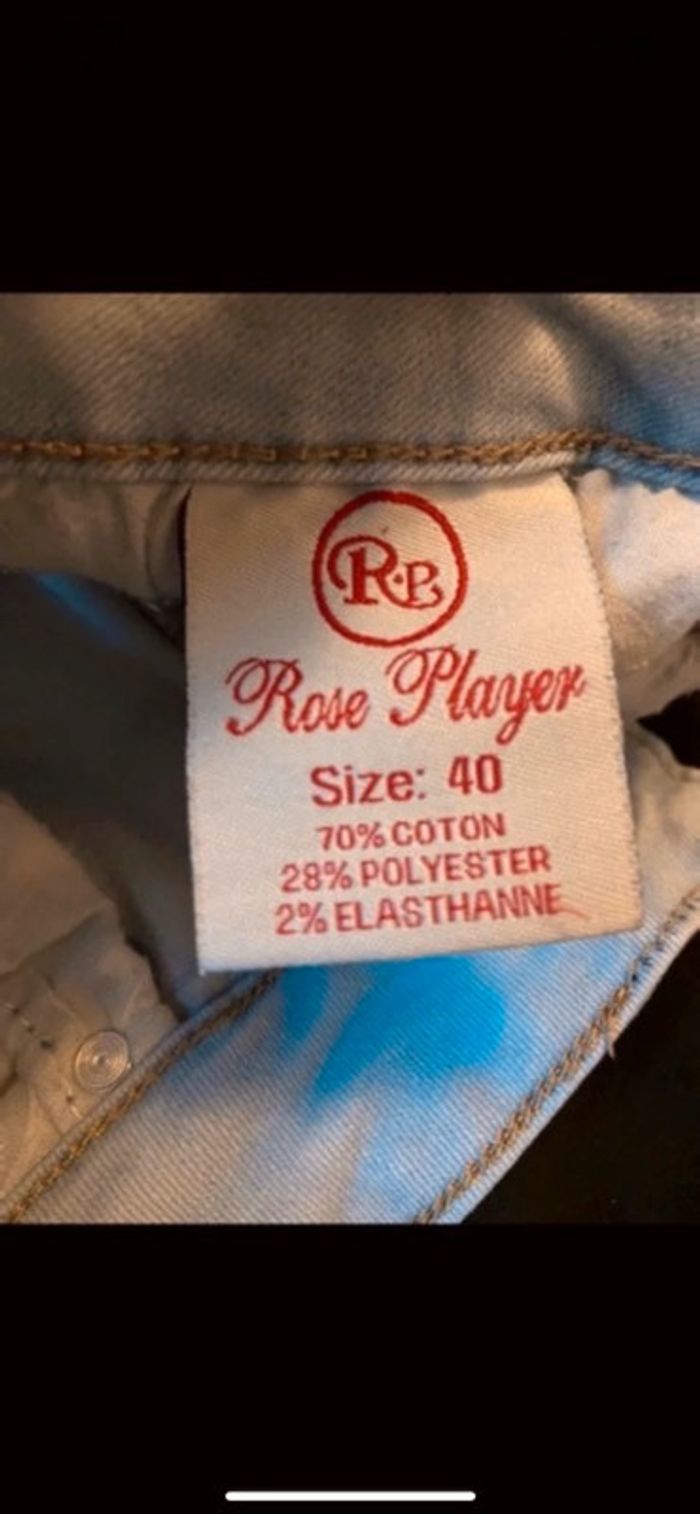 R.P.
Rose Player
Size: 40
70% COTON
28% POLYESTER
2% ELASTHANNE